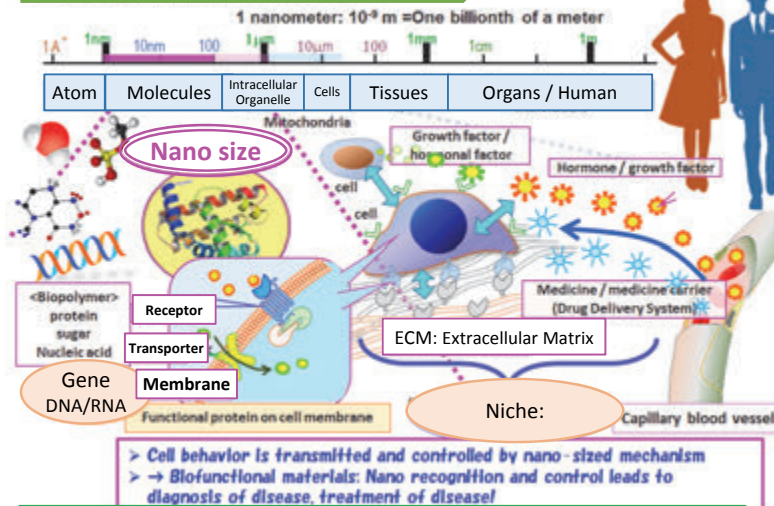 1 nanometer: 10⁻⁹ m =One billionth of a meter
1A° 1nm 10nm 100 1μm 10μm 100 1mm 1cm 1m
Atom Molecules Intracellular Organelle Cells Tissues Organs / Human
Mitochondria
Nano size
Growth factor /
hormonal factor
Hormone / growth factor
cell
cell
<Biopolymer>
protein
sugar
Nucleic acid
Receptor
Transporter
Membrane
Medicine / medicine carrier
(Drug Delivery System)
ECM: Extracellular Matrix
Gene
DNA/RNA
Functional protein on cell membrane
Niche:
Capillary blood vessel
➢ Cell behavior is transmitted and controlled by nano-sized mechanism
➢ → Biofunctional materials: Nano recognition and control leads to
diagnosis of disease, treatment of disease!